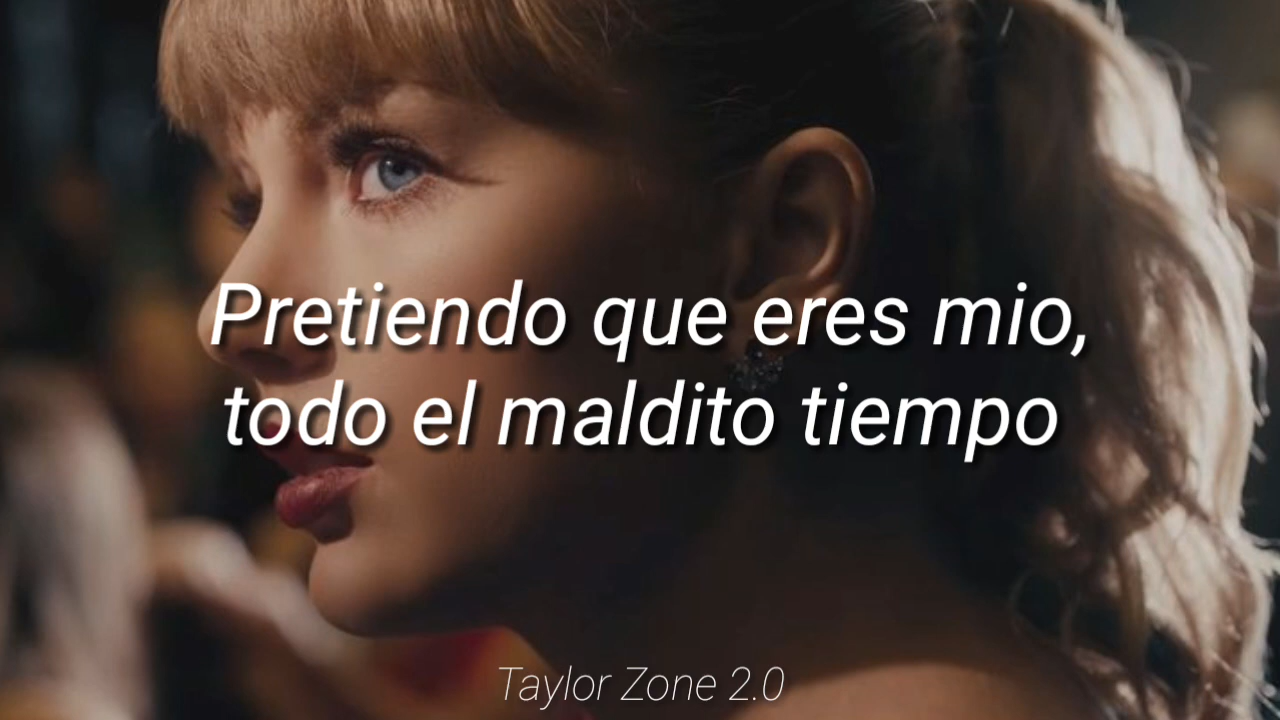 Pretiendo que eres mio,
todo el maldito tiempo
Taylor Zone 2.0